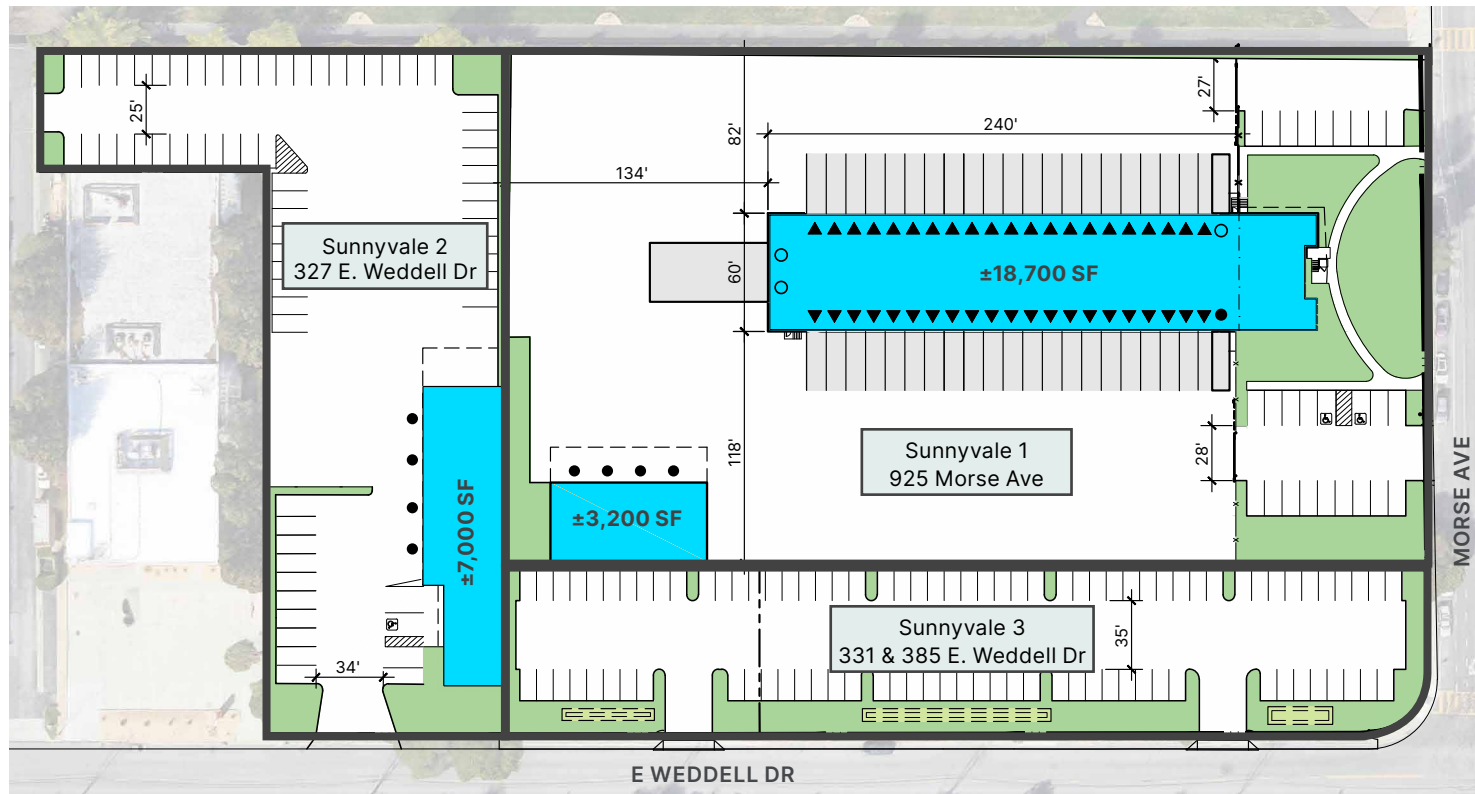 25'
82'
27'
240'
134'
Sunnyvale 2
327 E. Weddell Dr
60'
±18,700 SF
118'
Sunnyvale 1
925 Morse Ave
28'
MORSE AVE
±3,200 SF
±7,000 SF
Sunnyvale 3
331 & 385 E. Weddell Dr
35'
34'
E WEDDELL DR